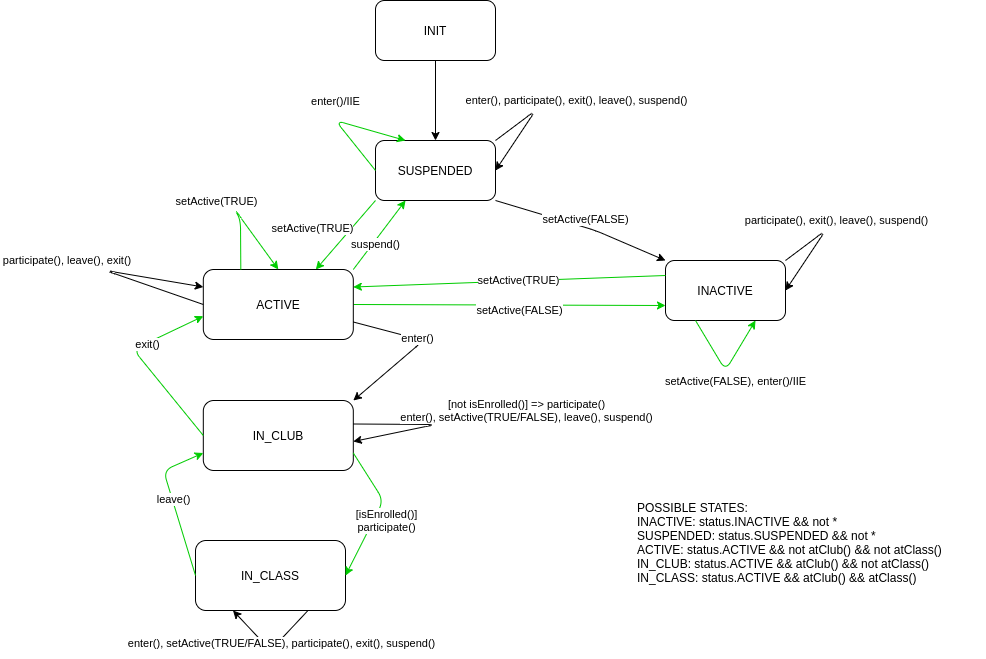 INIT
enter()/IIE
enter(), participate(), exit(), leave(), suspend()
SUSPENDED
setActive(TRUE)
setActive(FALSE)
participate(), exit(), leave(), suspend()
setActive(TRUE)
suspend()
participate(), leave(), exit()
setActive(TRUE)
INACTIVE
ACTIVE
setActive(FALSE)
exit()
enter()
setActive(FALSE), enter()/IIE
[not isEnrolled()] => participate()
enter(), setActive(TRUE/FALSE), leave(), suspend()
IN_CLUB
leave()
[isEnrolled()]
participate()
POSSIBLE STATES:
INACTIVE: status.INACTIVE && not *
SUSPENDED: status.SUSPENDED && not *
ACTIVE: status.ACTIVE && not atClub() && not atClass()
IN_CLUB: status.ACTIVE && atClub() && not atClass()
IN_CLASS: status.ACTIVE && atClub() && atClass()
IN_CLASS
enter(), setActive(TRUE/FALSE), participate(), exit(), suspend()